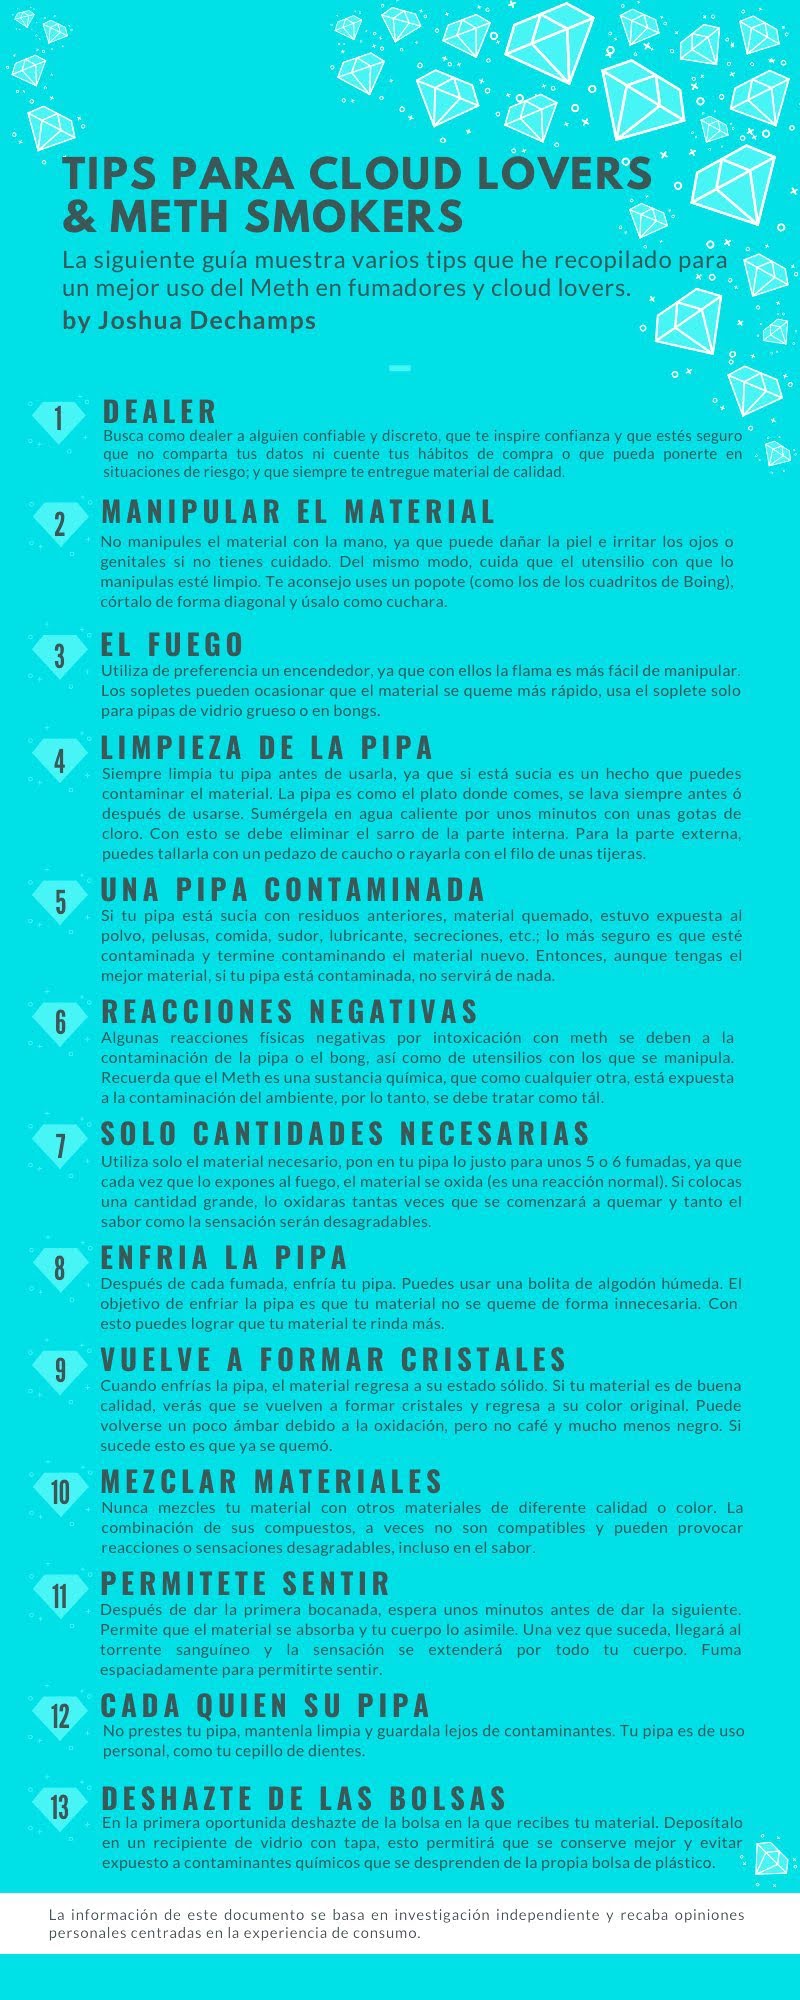 TIPS PARA CLOUD LOVERS
& METH SMOKERS
La siguiente guía muestra varios tips que he recopilado para
un mejor uso del Meth en fumadores y cloud lovers.
by Joshua Dechamps
1
DEALER
Busca como dealer a alguien confiable y discreto, que te inspire confianza y que estés seguro
que no comparta tus datos ni cuente tus hábitos de compra o que pueda ponerte en
situaciones de riesgo; y que siempre te entregue material de calidad.
2
MANIPULAR EL MATERIAL
No manipules el material con la mano, ya que puede dañar la piel e irritar los ojos o
genitales si no tienes cuidado. Del mismo modo, cuida que el utensilio con que lo
manipulas esté limpio. Te aconsejo uses un popote (como los de los cuadritos de Boing),
córtalo de forma diagonal y úsalo como cuchara.
3
EL FUEGO
Utiliza de preferencia un encendedor, ya que con ellos la flama es más fácil de manipular.
Los sopletes pueden ocasionar que el material se queme más rápido, usa el soplete solo
para pipas de vidrio grueso o en bongs.
4
LIMPIEZA DE LA PIPA
Siempre limpia tu pipa antes de usarla, ya que si está sucia es un hecho que puedes
contaminar el material. La pipa es como el plato donde comes, se lava siempre antes ó
después de usarse. Sumérgela en agua caliente por unos minutos con unas gotas de
cloro. Con esto se debe eliminar el sarro de la parte interna. Para la parte externa,
puedes tallarla con un pedazo de caucho o rayarla con el filo de unas tijeras.
5
UNA PIPA CONTAMINADA
Si tu pipa está sucia con residuos anteriores, material quemado, estuvo expuesta al
polvo, pelusas, comida, sudor, lubricante, secreciones, etc.; lo más seguro es que esté
contaminada y termine contaminando el material nuevo. Entonces, aunque tengas el
mejor material, si tu pipa está contaminada, no servirá de nada.
6
REACCIONES NEGATIVAS
Algunas reacciones físicas negativas por intoxicación con meth se deben a la
contaminación de la pipa o el bong, así como de utensilios con los que se manipula.
Recuerda que el Meth es una sustancia química, que como cualquier otra, está expuesta
a la contaminación del ambiente, por lo tanto, se debe tratar como tál.
7
SOLO CANTIDADES NECESARIAS
Utiliza solo el material necesario, pon en tu pipa lo justo para unos 5 o 6 fumadas, ya que
cada vez que lo expones al fuego, el material se oxida (es una reacción normal). Si colocas
una cantidad grande, lo oxidaras tantas veces que se comenzará a quemar y tanto el
sabor como la sensación serán desagradables.
8
ENFRIA LA PIPA
Después de cada fumada, enfría tu pipa. Puedes usar una bolita de algodón húmeda. El
objetivo de enfriar la pipa es que tu material no se queme de forma innecesaria. Con
esto puedes lograr que tu material te rinda más.
9
VUELVE A FORMAR CRISTALES
Cuando enfrías la pipa, el material regresa a su estado sólido. Si tu material es de buena
calidad, verás que se vuelven a formar cristales y regresa a su color original. Puede
volverse un poco ámbar debido a la oxidación, pero no café y mucho menos negro. Si
sucede esto es que ya se quemó.
10
MEZCLAR MATERIALES
Nunca mezcles tu material con otros materiales de diferente calidad o color. La
combinación de sus compuestos, a veces no son compatibles y pueden provocar
reacciones o sensaciones desagradables, incluso en el sabor.
11
PERMITETE SENTIR
Después de dar la primera bocanada, espera unos minutos antes de dar la siguiente.
Permite que el material se absorba y tu cuerpo lo asimile. Una vez que suceda, llegará al
torrente sanguíneo y la sensación se extenderá por todo tu cuerpo. Fuma
espaciadamente para permitirte sentir.
12
CADA QUIEN SU PIPA
No prestes tu pipa, mantenla limpia y guardala lejos de contaminantes. Tu pipa es de uso
personal, como tu cepillo de dientes.
13
DESHAZTE DE LAS BOLSAS
En la primera oportunida deshazte de la bolsa en la que recibes tu material. Deposítalo
en un recipiente de vidrio con tapa, esto permitirá que se conserve mejor y evitar
expuesto a contaminantes químicos que se desprenden de la propia bolsa de plástico.
La información de este documento se basa en investigación independiente y recaba opiniones
personales centradas en la experiencia de consumo.